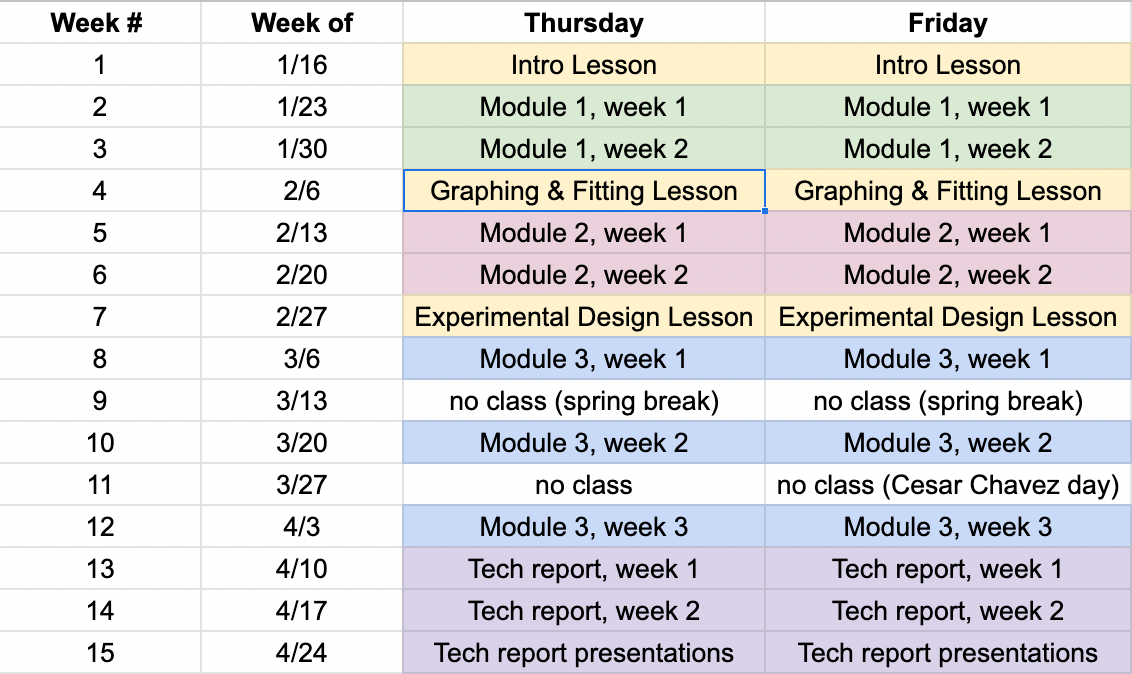 Week # Week of Thursday Friday
1 1/16 Intro Lesson Intro Lesson
2 1/23 Module 1, week 1 Module 1, week 1
3 1/30 Module 1, week 2 Module 1, week 2
4 2/6 Graphing & Fitting Lesson Graphing & Fitting Lesson
5 2/13 Module 2, week 1 Module 2, week 1
6 2/20 Module 2, week 2 Module 2, week 2
7 2/27 Experimental Design Lesson Experimental Design Lesson
8 3/6 Module 3, week 1 Module 3, week 1
9 3/13 no class (spring break) no class (spring break)
10 3/20 Module 3, week 2 Module 3, week 2
11 3/27 no class no class (Cesar Chavez day)
12 4/3 Module 3, week 3 Module 3, week 3
13 4/10 Tech report, week 1 Tech report, week 1
14 4/17 Tech report, week 2 Tech report, week 2
15 4/24 Tech report presentations Tech report presentations